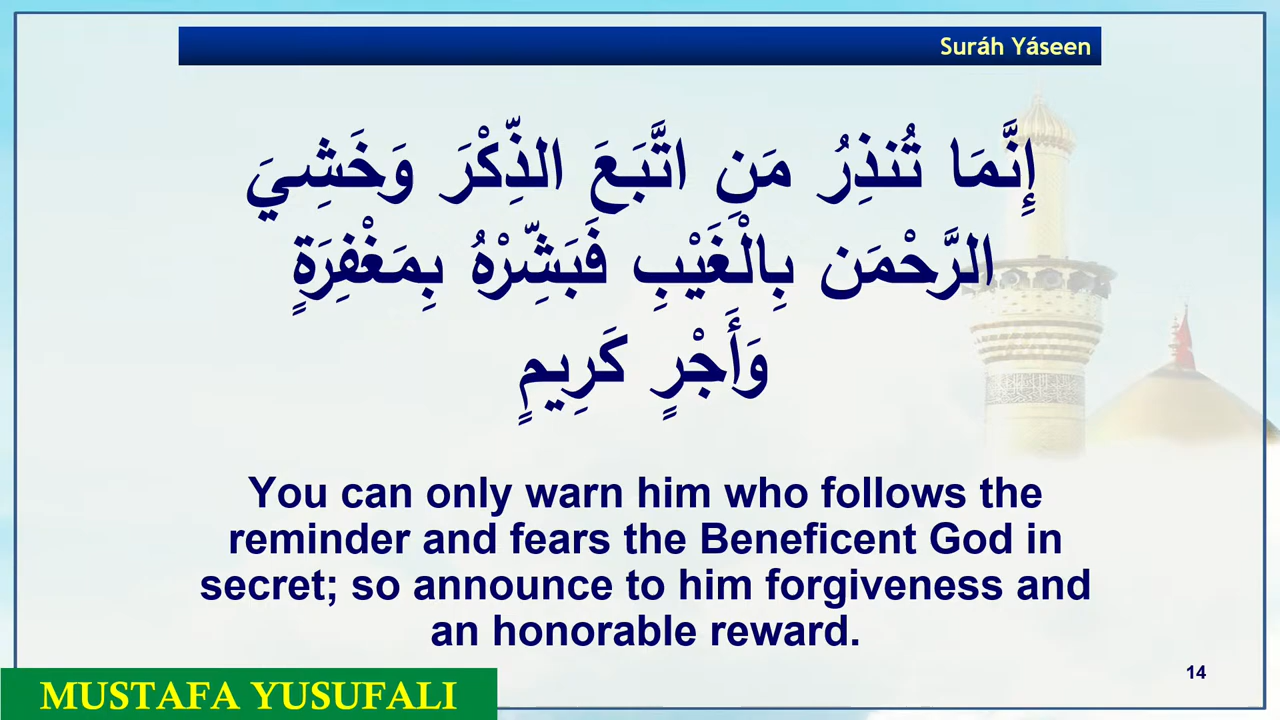 Suráh Yáseen
إِنَّمَا تُنذِرُ مَنِ اتَّبَعَ الذِّكْرَ وَخَشِيَ
الرَّحْمَن بِالْغَيْبِ فَبَشِّرْهُ بِمَغْفِرَةٍ
وَأَجْرٍ كَرِيمٍ
You can only warn him who follows the
reminder and fears the Beneficent God in
secret; so announce to him forgiveness and
an honorable reward.
14
MUSTAFA YUSUFALI